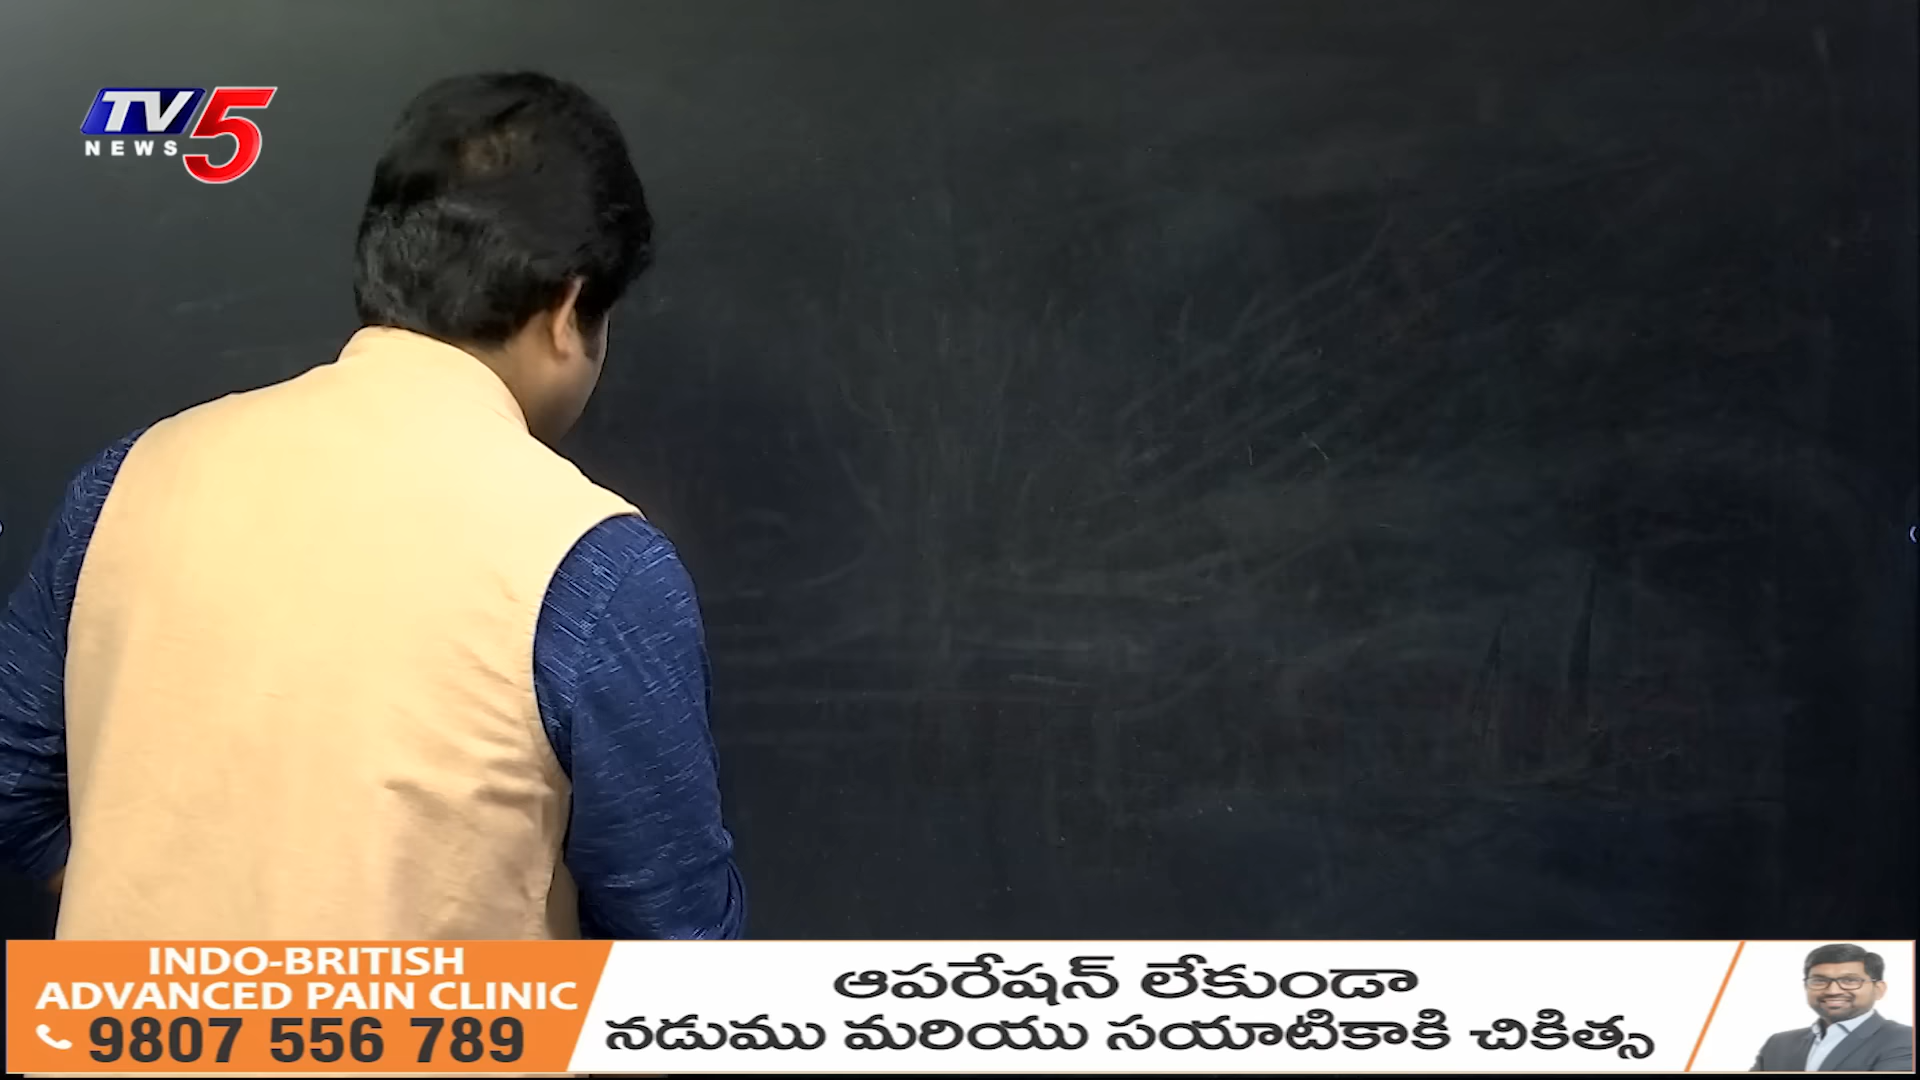 TV5
NEWS
INDO-BRITISH
ADVANCED PAIN CLINIC
9807 556 789
ఆపరేషన్ లేకుండా
నడుము మరియు సయాటికాకి చికిత్స